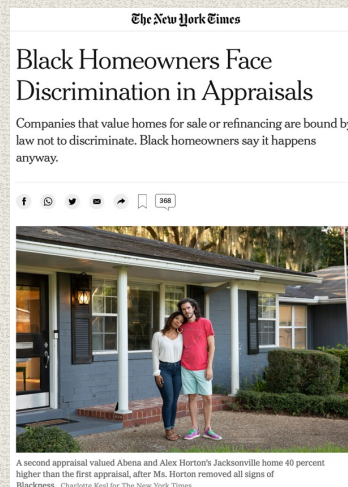 The New York Times
Black Homeowners Face
Discrimination in Appraisals
Companies that value homes for sale or refinancing are bound by
law not to discriminate. Black homeowners say it happens
anyway.
368
A second appraisal valued Abena and Alex Horton's Jacksonville home 40 percent
higher than the first appraisal, after Ms. Horton removed all signs of
Blackness. Charlotte Kesl for The New York Times